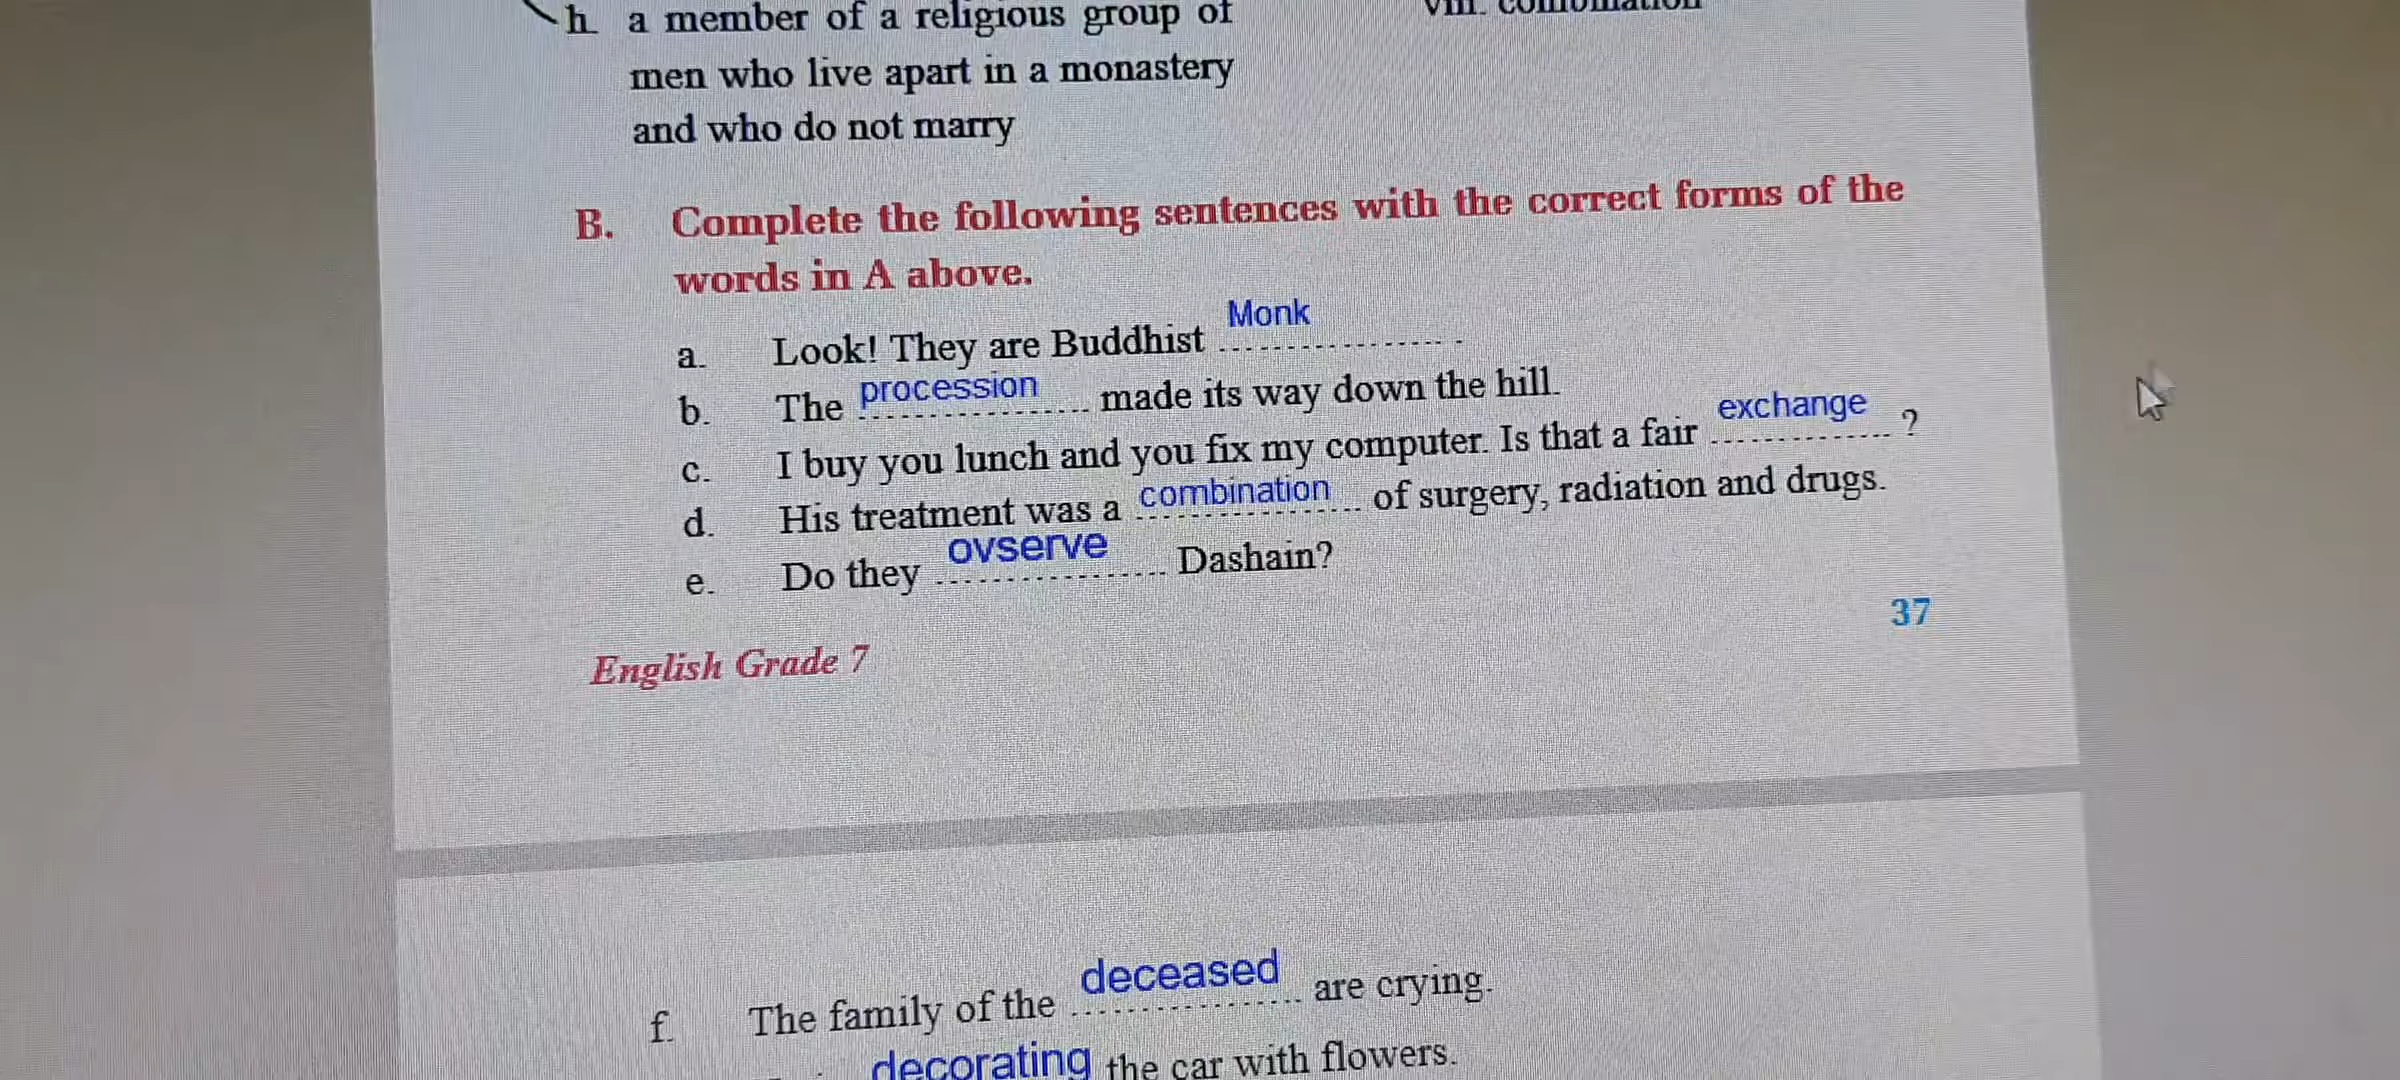 h. a member of a religious group of
men who live apart in a monastery
and who do not marry
viii. combination
B. Complete the following sentences with the correct forms of the
words in A above.
a. Look! They are Buddhist Monk .
b. The procession made its way down the hill.
c. I buy you lunch and you fix my computer. Is that a fair exchange ?
d. His treatment was a combination of surgery, radiation and drugs.
e. Do they ovserve Dashain?
37
English Grade 7
f. The family of the deceased are crying.
decorating the car with flowers.